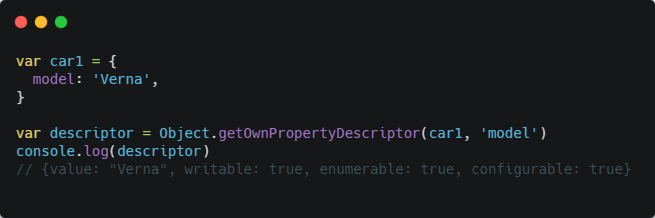 var car1 = {
  model: 'Verna',
}

var descriptor = Object.getOwnPropertyDescriptor(car1, 'model')
console.log(descriptor)
// {value: "Verna", writable: true, enumerable: true, configurable: true}